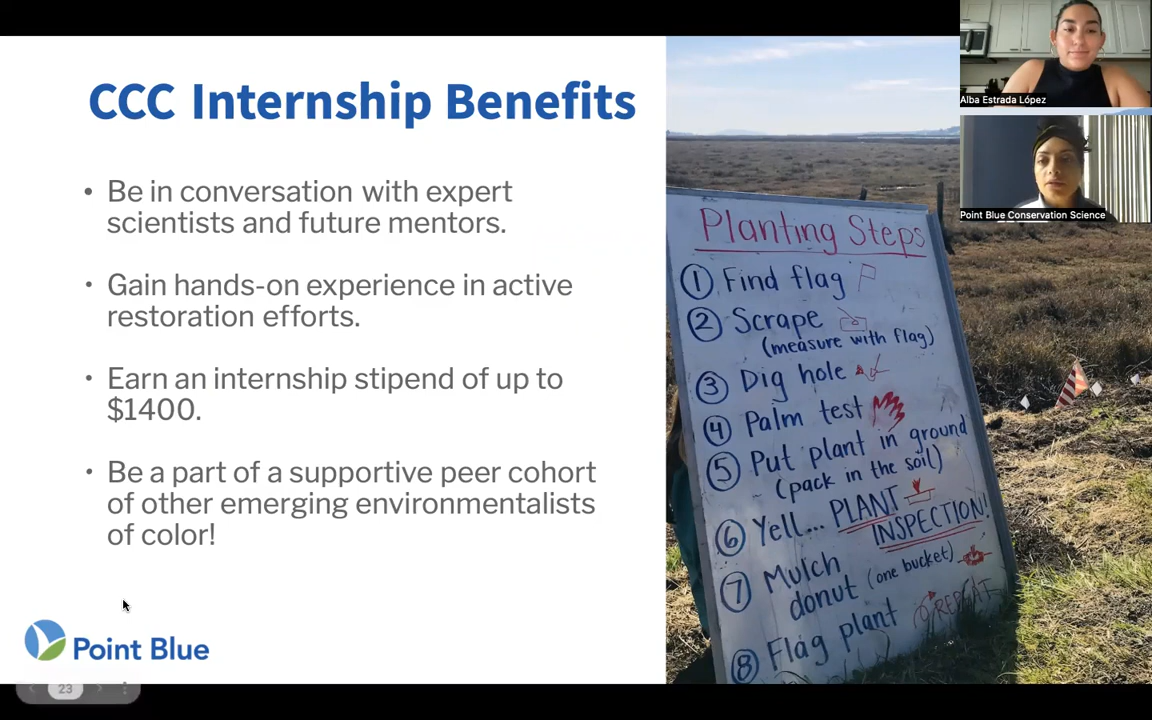 CCC Internship Benefits
• Be in conversation with expert
scientists and future mentors.
• Gain hands-on experience in active
restoration efforts.
• Earn an internship stipend of up to
$1400.
• Be a part of a supportive peer cohort
of other emerging environmentalists
of color!
Point Blue
23
Planting Steps
1 Find flag
2 Scrape
(measure with flag)
3 Dig hole
4 Palm test
5 Put plant in ground
(pack in the soil)
6 Yell... PLANT
INSPECTION!
7 Mulch
donut (one bucket)
8 Flag plant REPEAT
Alba Estrada López
Point Blue Conservation Science